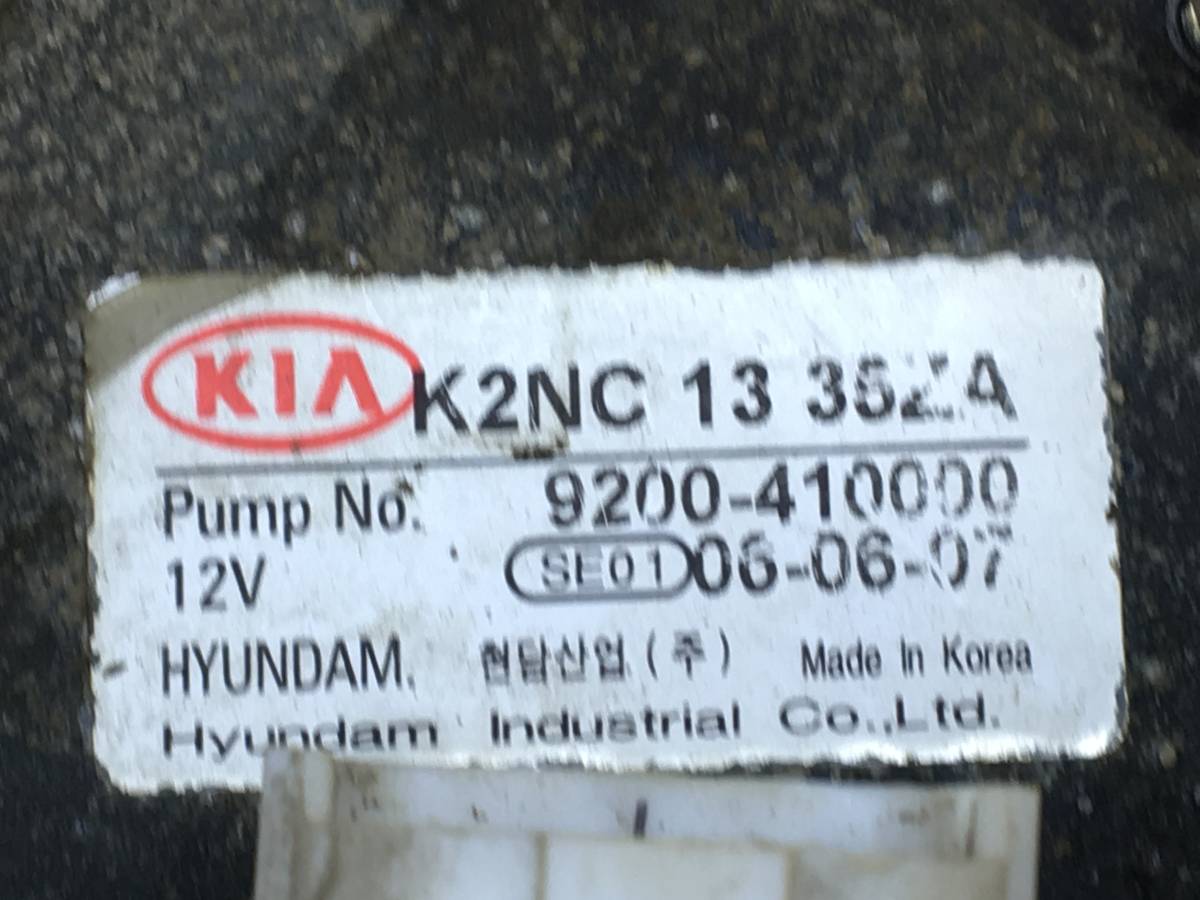 KIA K2NC 13
Pump No. 9200-410000
12V SE01 06-06-07
HYUNDAM. 현담산업 (주) Made In Korea
Hyundam Industrial Co.,Ltd.